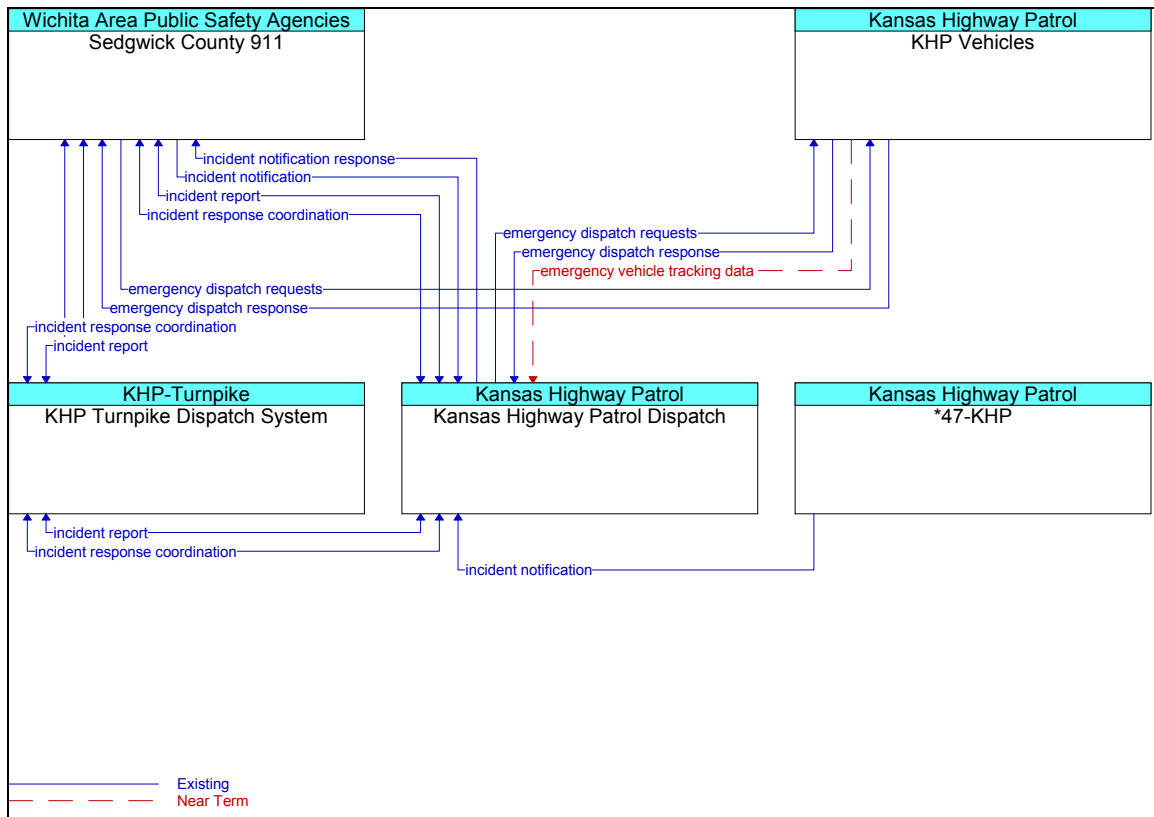 Wichita Area Public Safety Agencies
Sedgwick County 911
Kansas Highway Patrol
KHP Vehicles
incident notification response
incident notification
incident report
incident response coordination
emergency dispatch requests
emergency dispatch response
emergency vehicle tracking data
emergency dispatch requests
emergency dispatch response
incident response coordination
incident report
KHP-Turnpike
KHP Turnpike Dispatch System
Kansas Highway Patrol
Kansas Highway Patrol Dispatch
Kansas Highway Patrol
*47-KHP
incident report
incident response coordination
incident notification
Existing
Near Term